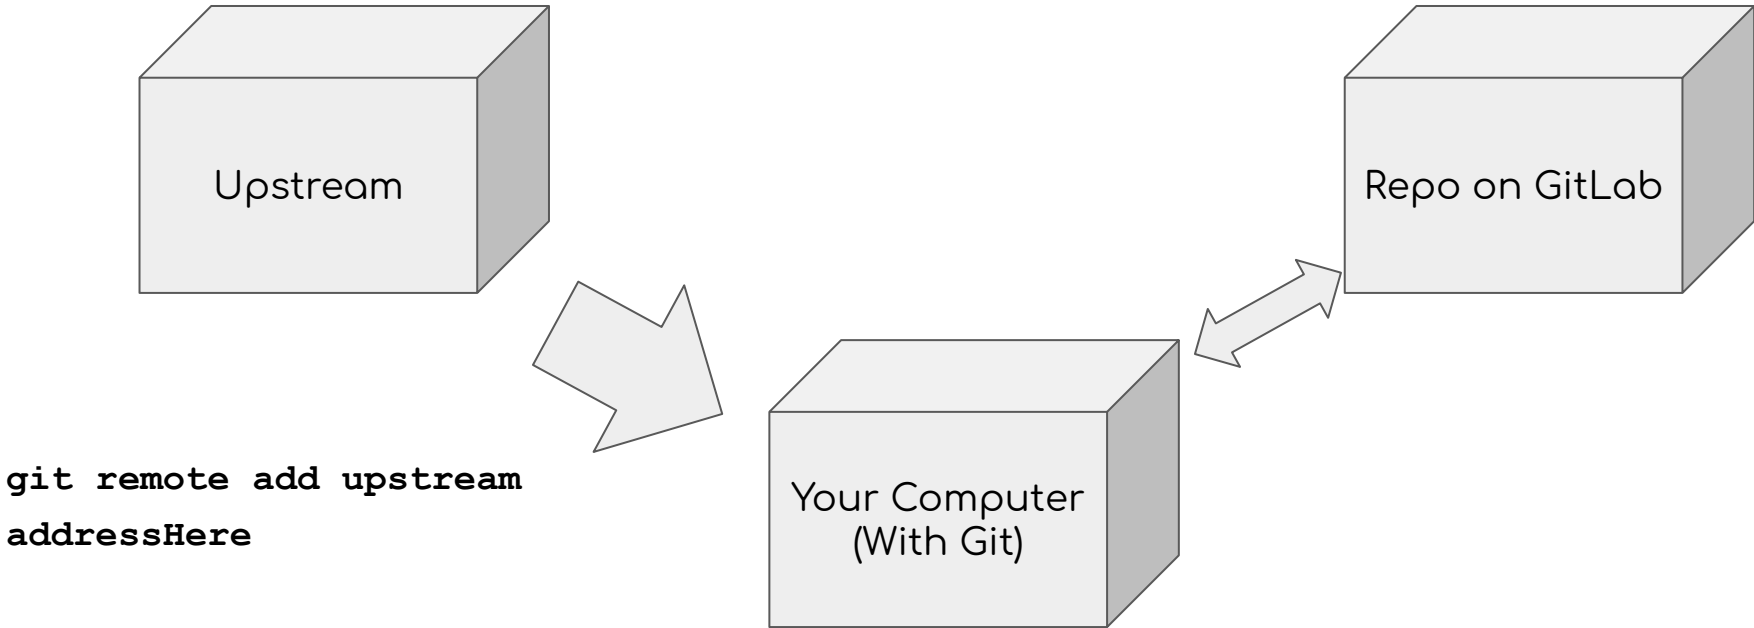 Upstream
Repo on GitLab
git remote add upstream
addressHere
Your Computer
(With Git)